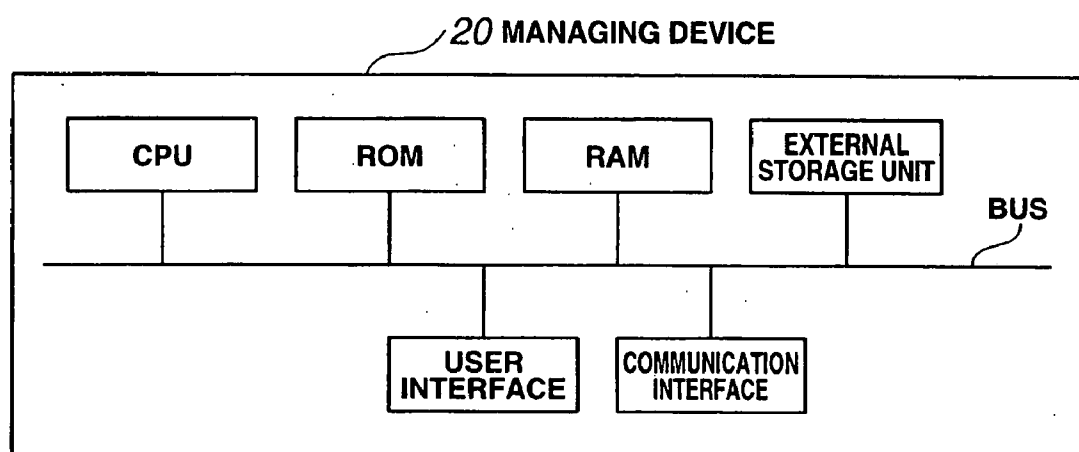 20 MANAGING DEVICE
CPU
ROM
RAM
EXTERNAL
STORAGE UNIT
BUS
USER
INTERFACE
COMMUNICATION
INTERFACE